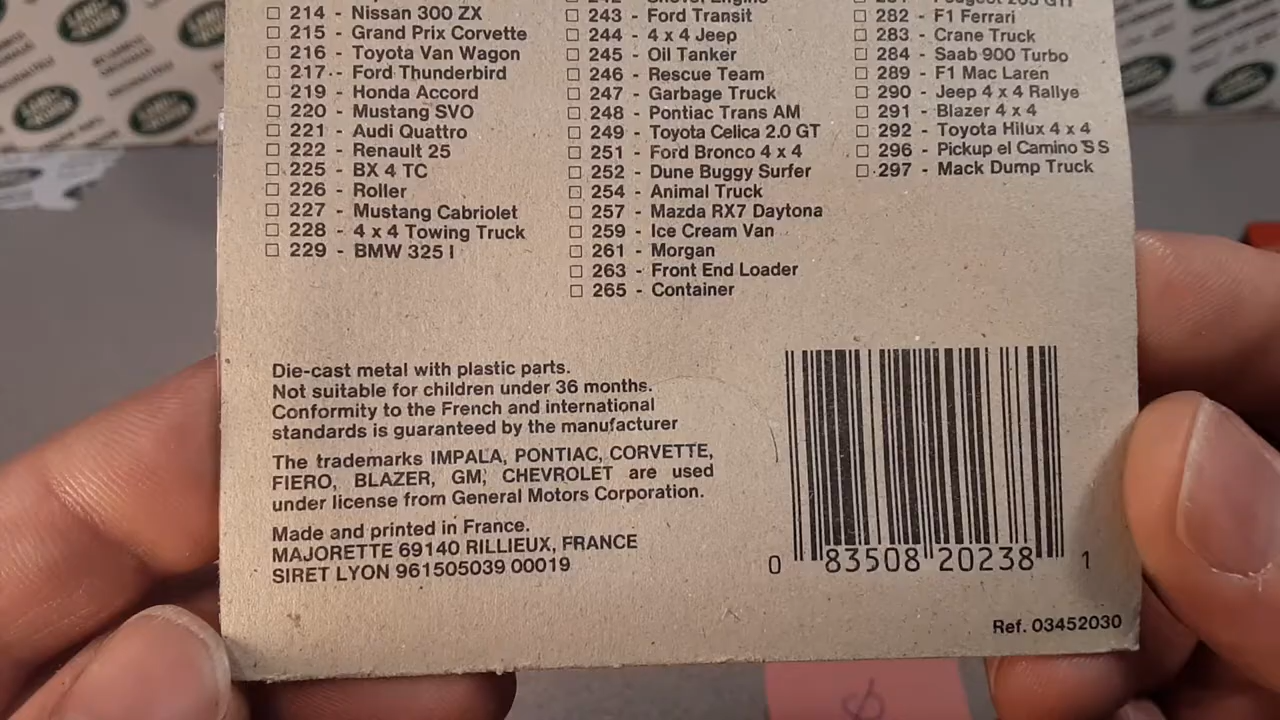 □ 214 - Nissan 300 ZX
□ 215 - Grand Prix Corvette
□ 216 - Toyota Van Wagon
□ 217 - Ford Thunderbird
□ 219 - Honda Accord
□ 220 - Mustang SVO
□ 221 - Audi Quattro
□ 222 - Renault 25
□ 225 - BX 4 TC
□ 226 - Roller
□ 227 - Mustang Cabriolet
□ 228 - 4 x 4 Towing Truck
□ 229 - BMW 325 I
□ 243 - Ford Transit
□ 244 - 4 x 4 Jeep
□ 245 - Oil Tanker
□ 246 - Rescue Team
□ 247 - Garbage Truck
□ 248 - Pontiac Trans AM
□ 249 - Toyota Celica 2.0 GT
□ 251 - Ford Bronco 4 x 4
□ 252 - Dune Buggy Surfer
□ 254 - Animal Truck
□ 257 - Mazda RX7 Daytona
□ 259 - Ice Cream Van
□ 261 - Morgan
□ 263 - Front End Loader
□ 265 - Container
□ 282 - F1 Ferrari
□ 283 - Crane Truck
□ 284 - Saab 900 Turbo
□ 289 - F1 Mac Laren
□ 290 - Jeep 4 x 4 Rallye
□ 291 - Blazer 4 x 4
□ 292 - Toyota Hilux 4 x 4
□ 296 - Pickup el Camino S S
□ 297 - Mack Dump Truck
Die-cast metal with plastic parts.
Not suitable for children under 36 months.
Conformity to the French and international
standards is guaranteed by the manufacturer
The trademarks IMPALA, PONTIAC, CORVETTE,
FIERO, BLAZER, GM, CHEVROLET are used
under license from General Motors Corporation.
Made and printed in France.
MAJORETTE 69140 RILLIEUX, FRANCE
SIRET LYON 961505039 00019
0 83508 20238 1
Ref. 03452030